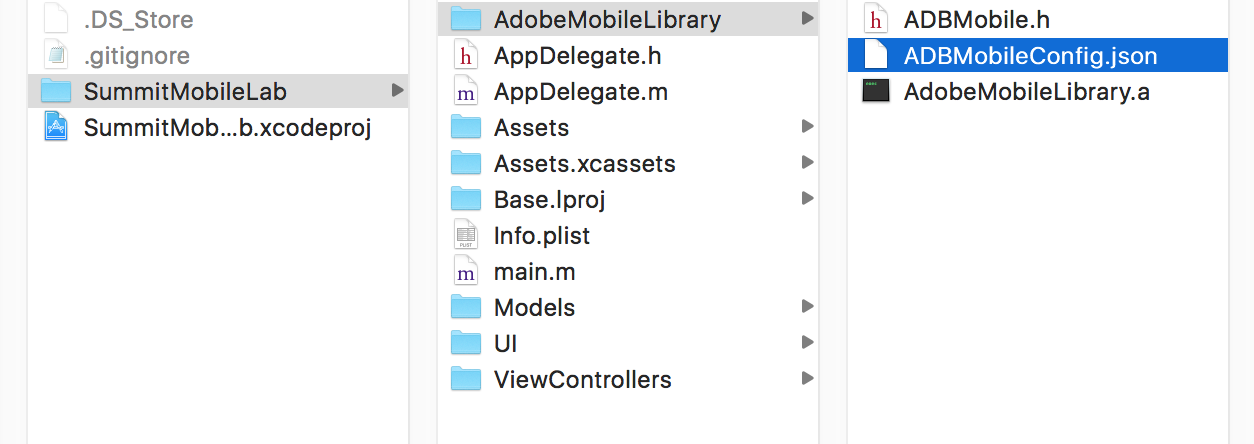 .DS_Store
.gitignore
SummitMobileLab
SummitMob...b.xcodeproj
AdobeMobileLibrary
AppDelegate.h
AppDelegate.m
Assets
Assets.xcassets
Base.lproj
Info.plist
main.m
Models
UI
ViewControllers
ADBMobile.h
ADBMobileConfig.json
AdobeMobileLibrary.a